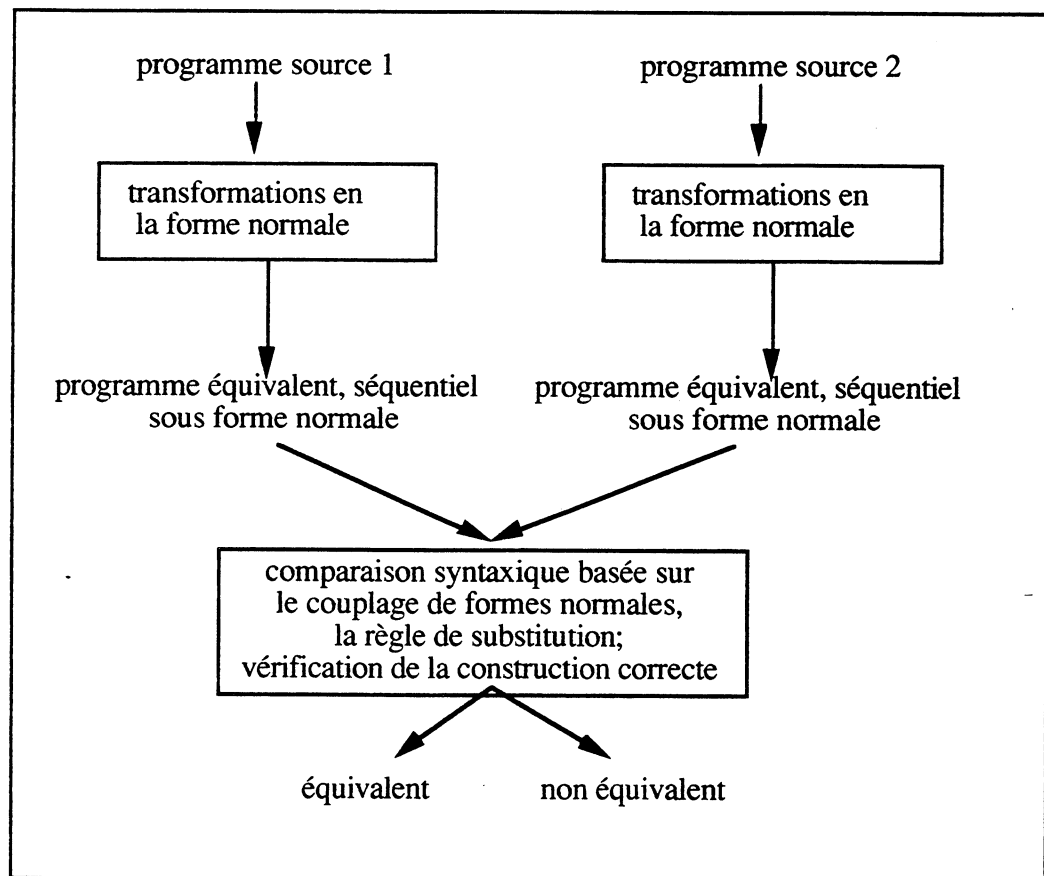 programme source 1
programme source 2
transformations en
la forme normale
transformations en
la forme normale
programme équivalent, séquentiel
sous forme normale
programme équivalent, séquentiel
sous forme normale
comparaison syntaxique basée sur
le couplage de formes normales,
la règle de substitution;
vérification de la construction correcte
équivalent
non équivalent